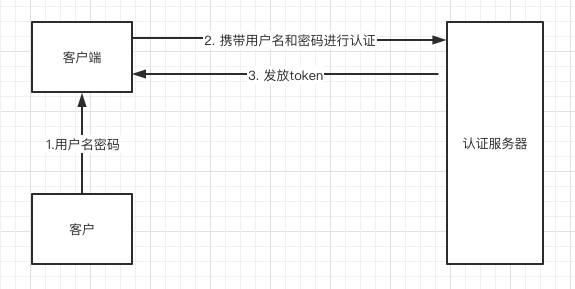 客户端
2. 携带用户名和密码进行认证
3. 发放token
1.用户名密码
认证服务器
客户